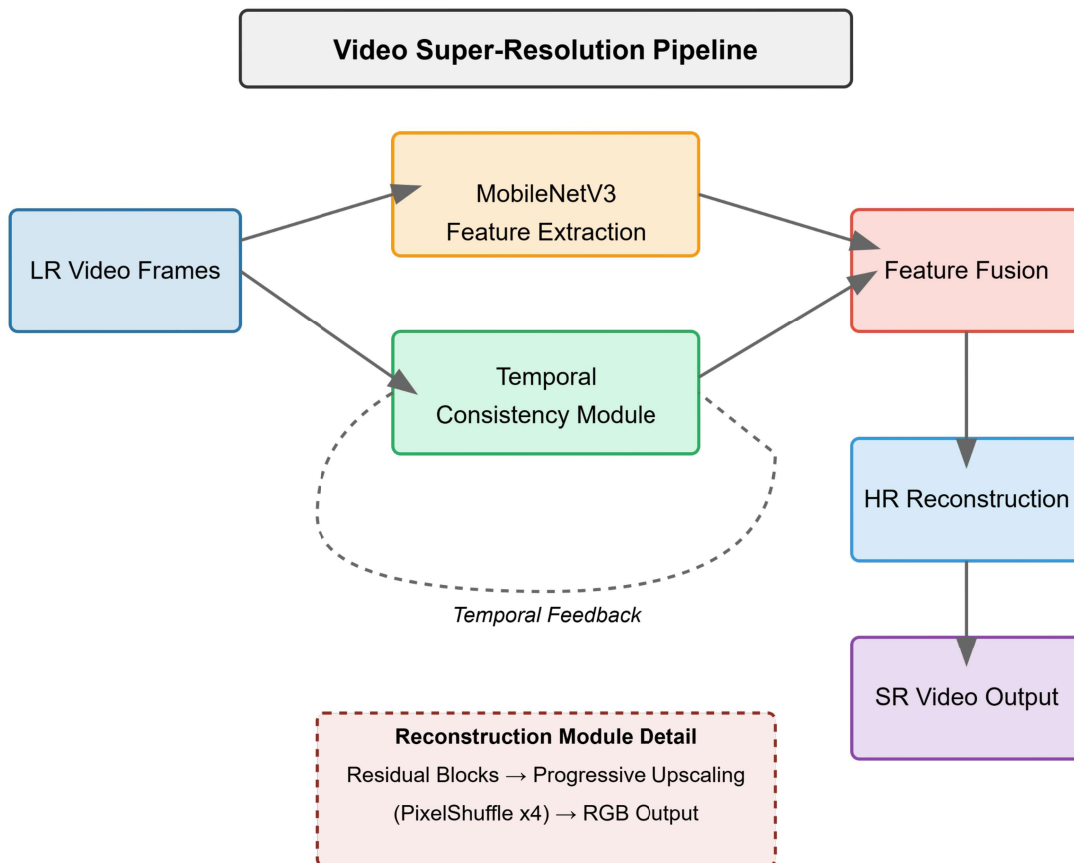 Video Super-Resolution Pipeline
MobileNetV3
Feature Extraction
LR Video Frames
Feature Fusion
Temporal
Consistency Module
HR Reconstruction
Temporal Feedback
SR Video Output
Reconstruction Module Detail
Residual Blocks → Progressive Upscaling
(PixelShuffle x4) → RGB Output